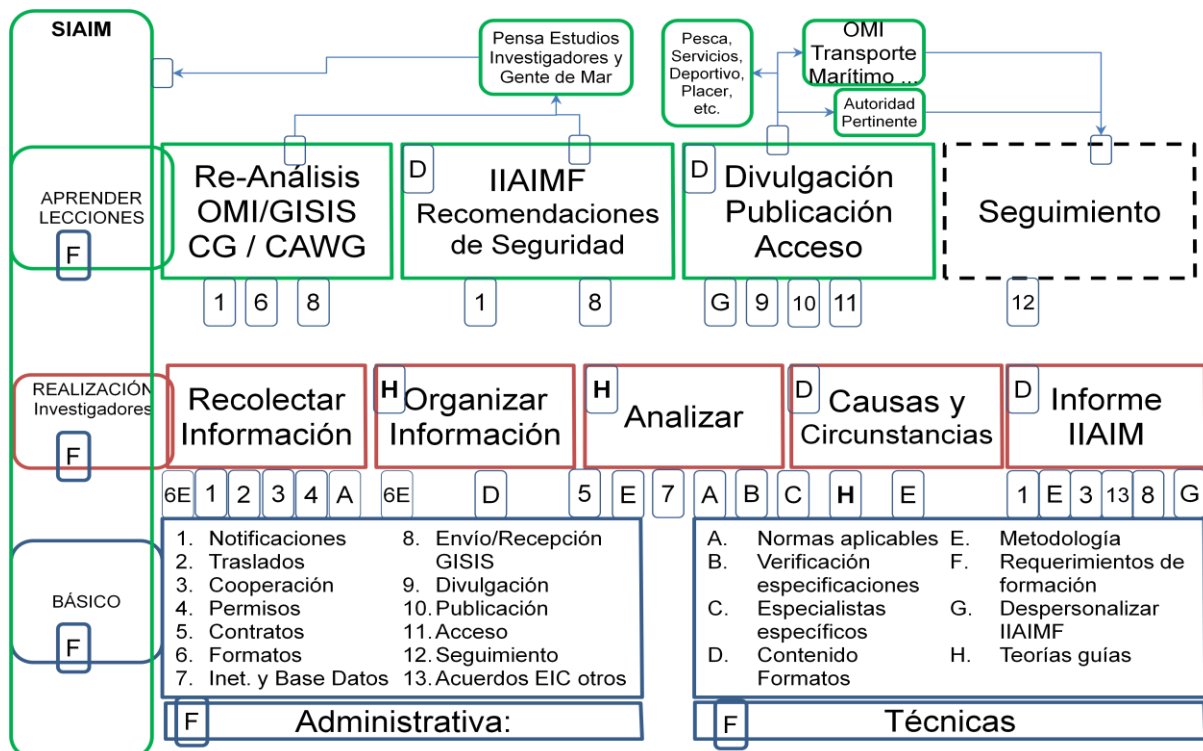 SIAIM
Pensa Estudios
Investigadores y
Gente de Mar
Pesca,
Servicios,
Deportivo,
Placer,
etc.
OMI
Transporte
Marítimo ...
Autoridad
Pertinente
APRENDER
LECCIONES
F
Re-Análisis
OMI/GISIS
CG / CAWG
D
IIAIMF
Recomendaciones
de Seguridad
D
Divulgación
Publicación
Acceso
Seguimiento
1 6 8
1 8
G 9 10 11
12
REALIZACIÓN
Investigadores
F
Recolectar
Información
H
Organizar
Información
H
Analizar
D
Causas y
Circunstancias
D
Informe
IIAIM
6E 1 2 3 4 A
6E D
5 E 7
A B C H E
1 E 3 13 8 G
BÁSICO
F
1. Notificaciones
2. Traslados
3. Cooperación
4. Permisos
5. Contratos
6. Formatos
7. Inet. y Base Datos
8. Envío/Recepción
GISIS
9. Divulgación
10. Publicación
11. Acceso
12. Seguimiento
13. Acuerdos EIC otros
A. Normas aplicables
B. Verificación
especificaciones
C. Especialistas
específicos
D. Contenido
Formatos
E. Metodología
F. Requerimientos de
formación
G. Despersonalizar
IIAIMF
H. Teorías guías
F
Administrativa:
F
Técnicas